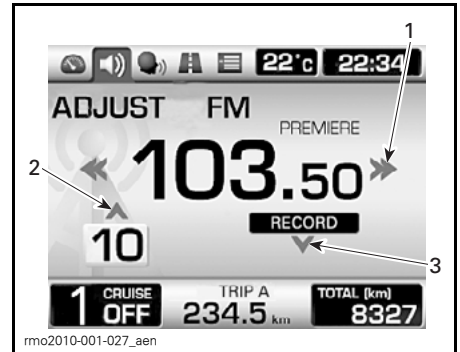 1
22°c 22:34
ADJUST FM
PREMIERE
2
103.50
10
RECORD
3
1 CRUISE OFF
TRIP A
234.5 km
TOTAL (km)
8327
rmo2010-001-027_aen